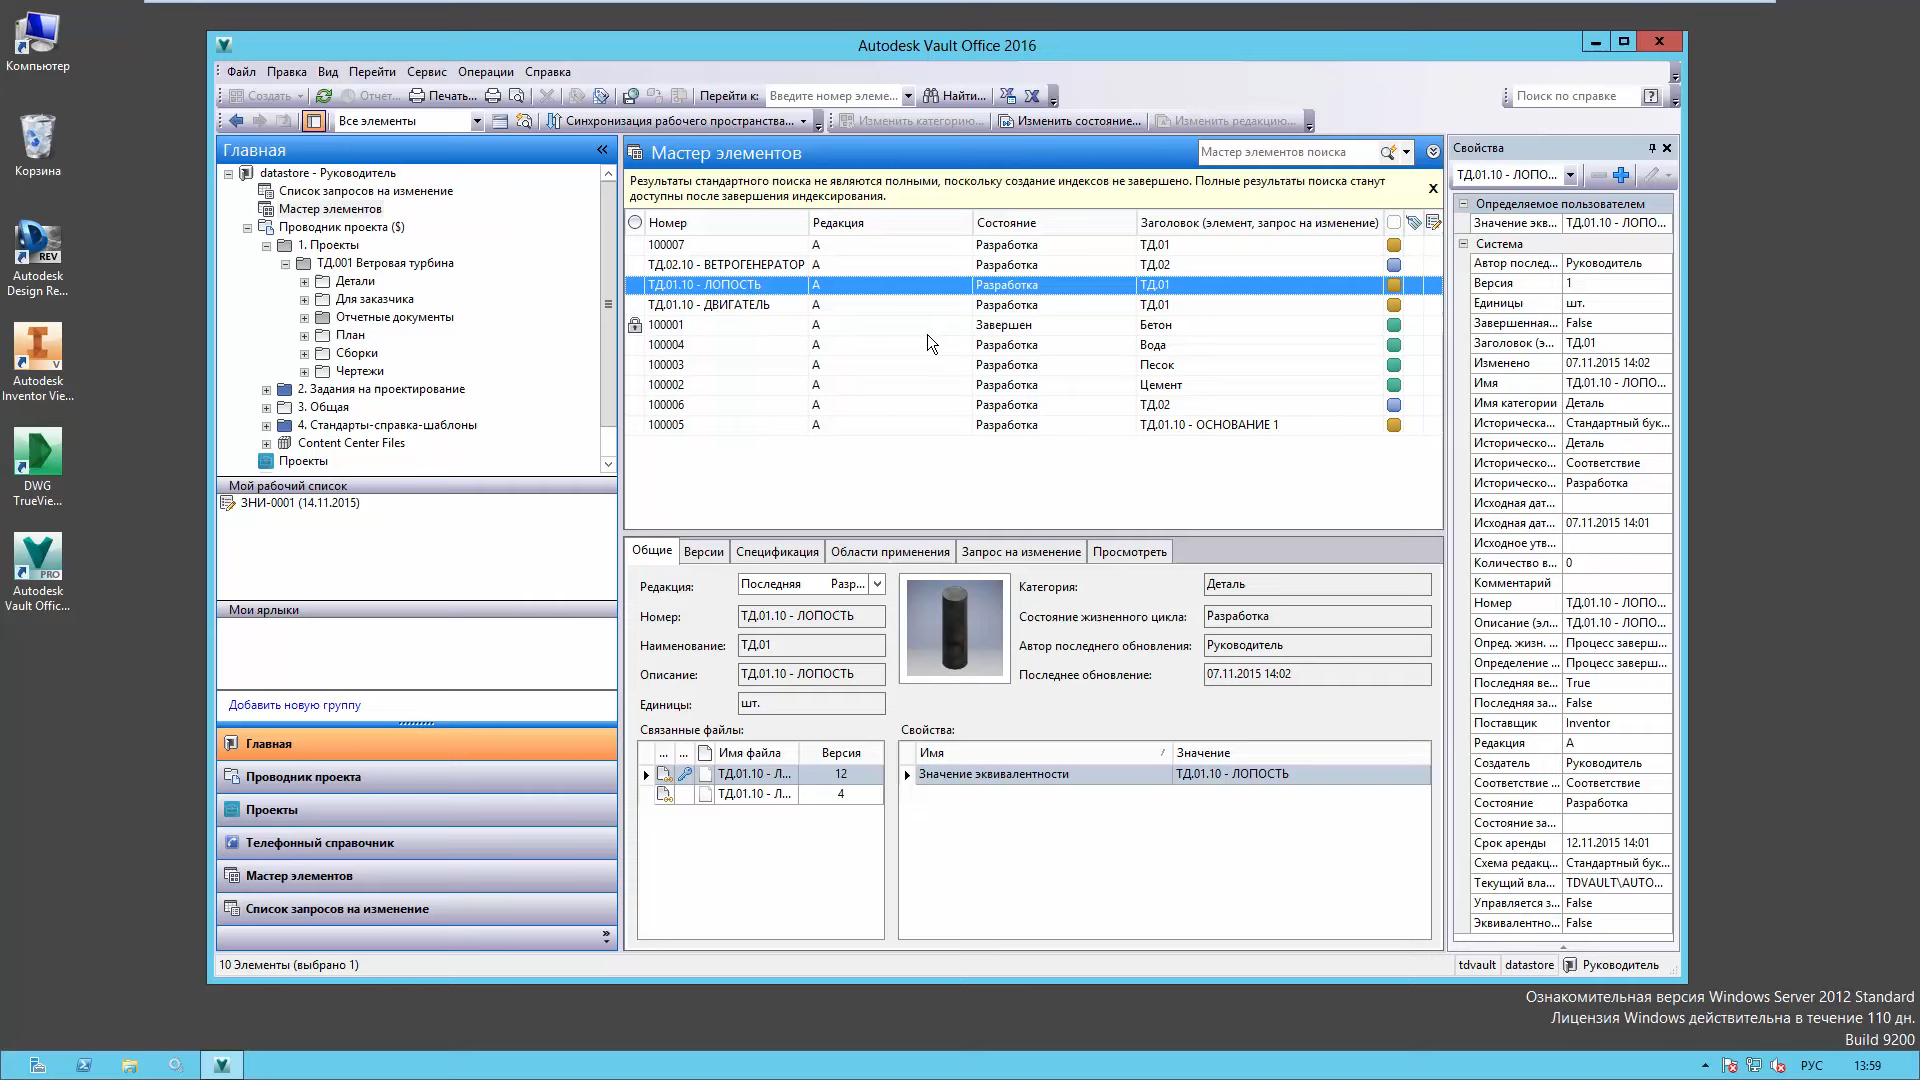 Компьютер
Корзина
Autodesk
Design Re...
Autodesk
Inventor Vie...
DWG
TrueVie...
Autodesk
Vault Offic...
Autodesk Vault Office 2016
Файл Правка Вид Перейти Сервис Операции Справка
Создать Отчет... Печать... Перейти к: Введите номер элеме... Найти... Поиск по справке
Все элементы Синхронизация рабочего пространства... Изменить категорию... Изменить состояние... Изменить редакцию...
Главная
datastore - Руководитель
Список запросов на изменение
Мастер элементов
Проводник проекта ($)
1. Проекты
ТД.001 Ветровая турбина
Детали
Для заказчика
Отчетные документы
План
Сборки
Чертежи
2. Задания на проектирование
3. Общая
4. Стандарты-справка-шаблоны
Content Center Files
Проекты
Мой рабочий список
ЗНИ-0001 (14.11.2015)
Мои ярлыки
Добавить новую группу
Главная
Проводник проекта
Проекты
Телефонный справочник
Мастер элементов
Список запросов на изменение
Мастер элементов Мастер элементов поиска
Результаты стандартного поиска не являются полными, поскольку создание индексов не завершено. Полные результаты поиска станут
доступны после завершения индексирования. x
Номер Редакция Состояние Заголовок (элемент, запрос на изменение)
100007 A Разработка ТД.01
ТД.02.10 - ВЕТРОГЕНЕРАТОР A Разработка ТД.02
ТД.01.10 - ЛОПОСТЬ A Разработка ТД.01
ТД.01.10 - ДВИГАТЕЛЬ A Разработка ТД.01
100001 A Завершен Бетон
100004 A Разработка Вода
100003 A Разработка Песок
100002 A Разработка Цемент
100006 A Разработка ТД.02
100005 A Разработка ТД.01.10 - ОСНОВАНИЕ 1
Общие Версии Спецификация Области применения Запрос на изменение Просмотреть
Редакция: Последняя Разр...
Номер: ТД.01.10 - ЛОПОСТЬ
Наименование: ТД.01
Описание: ТД.01.10 - ЛОПОСТЬ
Единицы: шт.
Категория: Деталь
Состояние жизненного цикла: Разработка
Автор последнего обновления: Руководитель
Последнее обновление: 07.11.2015 14:02
Связанные файлы:
... ... Имя файла Версия
ТД.01.10 - Л... 12
ТД.01.10 - Л... 4
Свойства:
Имя / Значение
Значение эквивалентности ТД.01.10 - ЛОПОСТЬ
Свойства
ТД.01.10 - ЛОПО...
Определяемое пользователем
Значение экв... ТД.01.10 - ЛОПО...
Система
Автор послед... Руководитель
Версия 1
Единицы шт.
Завершенная... False
Заголовок (э... ТД.01
Изменено 07.11.2015 14:02
Имя ТД.01.10 - ЛОПО...
Имя категории Деталь
Историческа... Стандартный бук...
Историческо... Деталь
Историческо... Соответствие
Историческо... Разработка
Исходная дат...
Исходная дат... 07.11.2015 14:01
Исходное утв...
Количество в... 0
Комментарий
Номер ТД.01.10 - ЛОПО...
Описание (эл... ТД.01.10 - ЛОПО...
Опред. жизн. ... Процесс заверш...
Определение ... Процесс заверш...
Последняя ве... True
Последняя за... False
Поставщик Inventor
Редакция A
Создатель Руководитель
Соответствие ... Соответствие
Состояние Разработка
Состояние за...
Срок аренды 12.11.2015 14:01
Схема редакц... Стандартный бук...
Текущий вла... TDVAULT\AUTO...
Управляется з... False
Эквивалентно... False
10 Элементы (выбрано 1) tdvault datastore Руководитель
Ознакомительная версия Windows Server 2012 Standard
Лицензия Windows действительна в течение 110 дн.
Build 9200
РУС 13:59